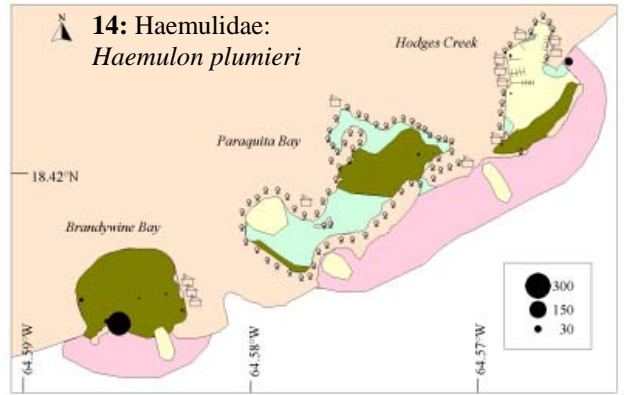 N
14: Haemulidae:
Haemulon plumieri
Hodges Creek
Paraquita Bay
18.42°N
Brandywine Bay
300
150
30
64.59°W
64.58°W
64.57°W